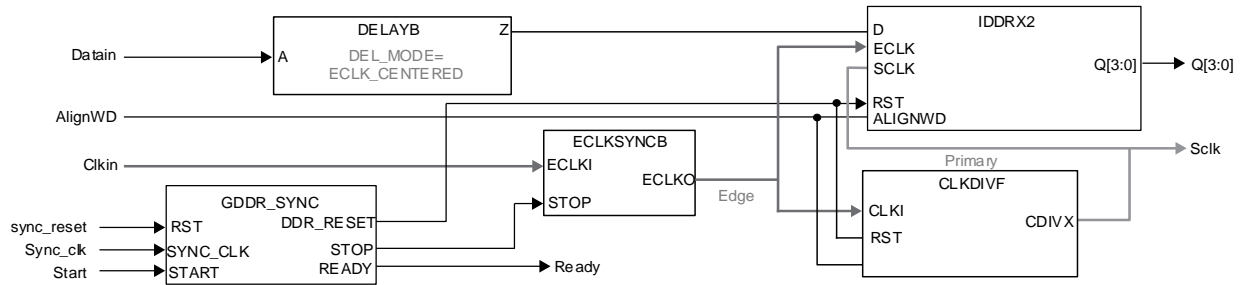 DELAYB
Z
A
DEL_MODE=
ECLK_CENTERED
Datain
IDDRX2
D
ECLK
SCLK
Q[3:0]
Q[3:0]
RST
ALIGNWD
AlignWD
ECLKSYNCB
Clkin
ECLKI
ECLKO
STOP
Edge
Primary
Sclk
CLKDIVF
CLKI
CDIVX
RST
GDDR_SYNC
DDR_RESET
sync_reset
RST
Sync_clk
SYNC_CLK
STOP
Start
START
READY
Ready